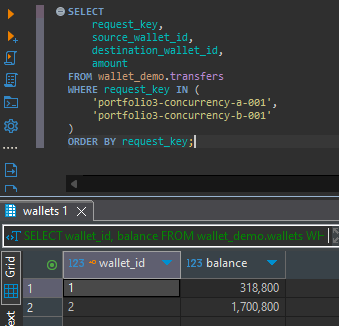 SELECT
request_key,
source_wallet_id,
destination_wallet_id,
amount
FROM wallet_demo.transfers
WHERE request_key IN (
'portfolio3-concurrency-a-001',
'portfolio3-concurrency-b-001'
)
ORDER BY request_key;
wallets 1
SELECT wallet_id, balance FROM wallet_demo.wallets WH
Grid
123 wallet_id 123 balance
1 1 318,800
2 2 1,700,800